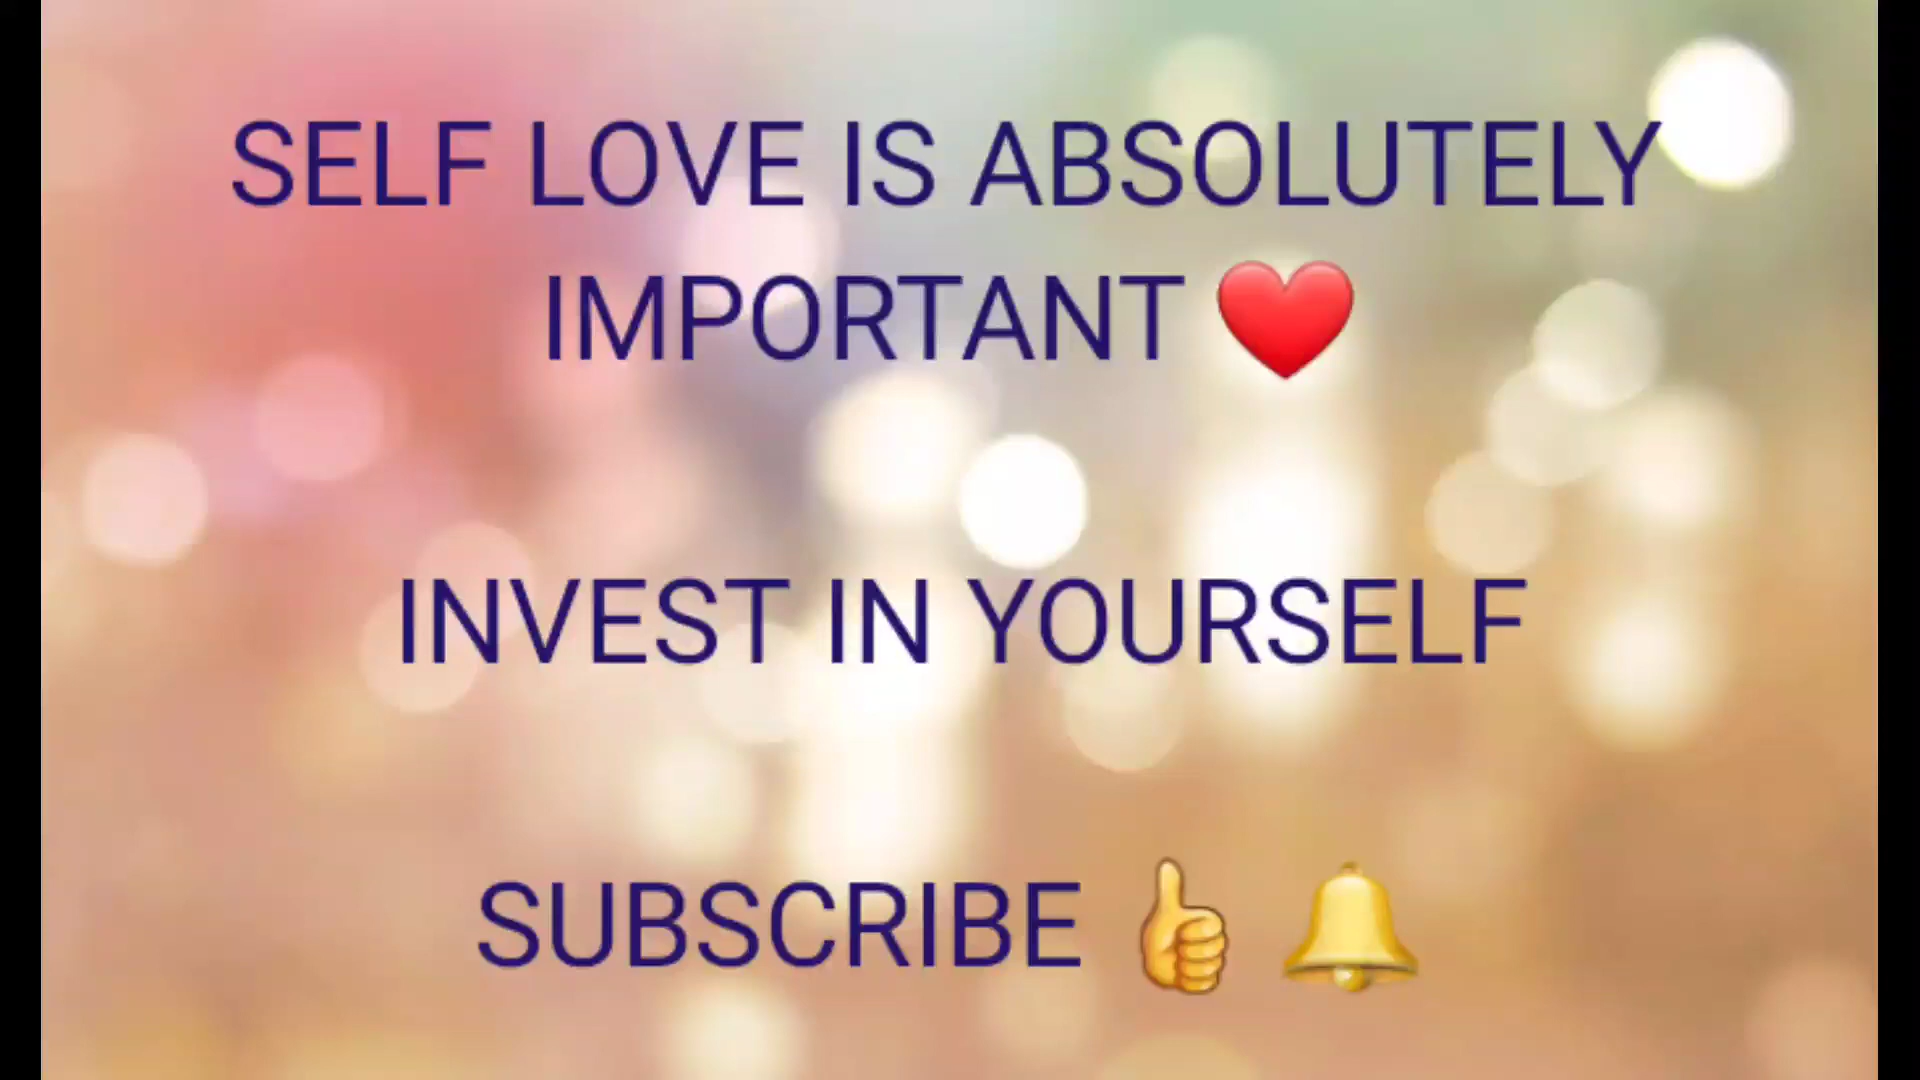 SELF LOVE IS ABSOLUTELY
IMPORTANT ❤️
INVEST IN YOURSELF
SUBSCRIBE 👍 🔔